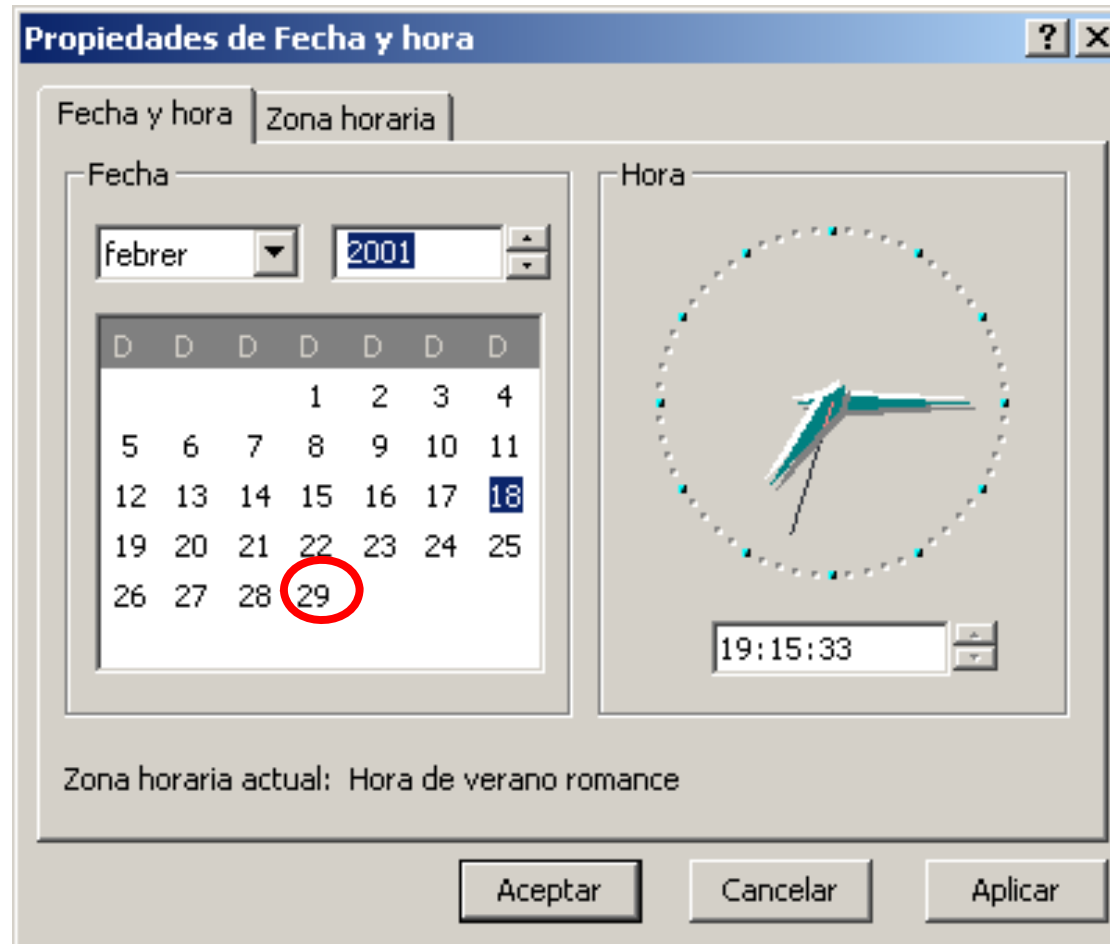 Propiedades de Fecha y hora
Fecha y hora Zona horaria
Fecha
Hora
febrer 2001
D D D D D D D
1 2 3 4
5 6 7 8 9 10 11
12 13 14 15 16 17 18
19 20 21 22 23 24 25
26 27 28 29
19:15:33
Zona horaria actual: Hora de verano romance
Aceptar Cancelar Aplicar